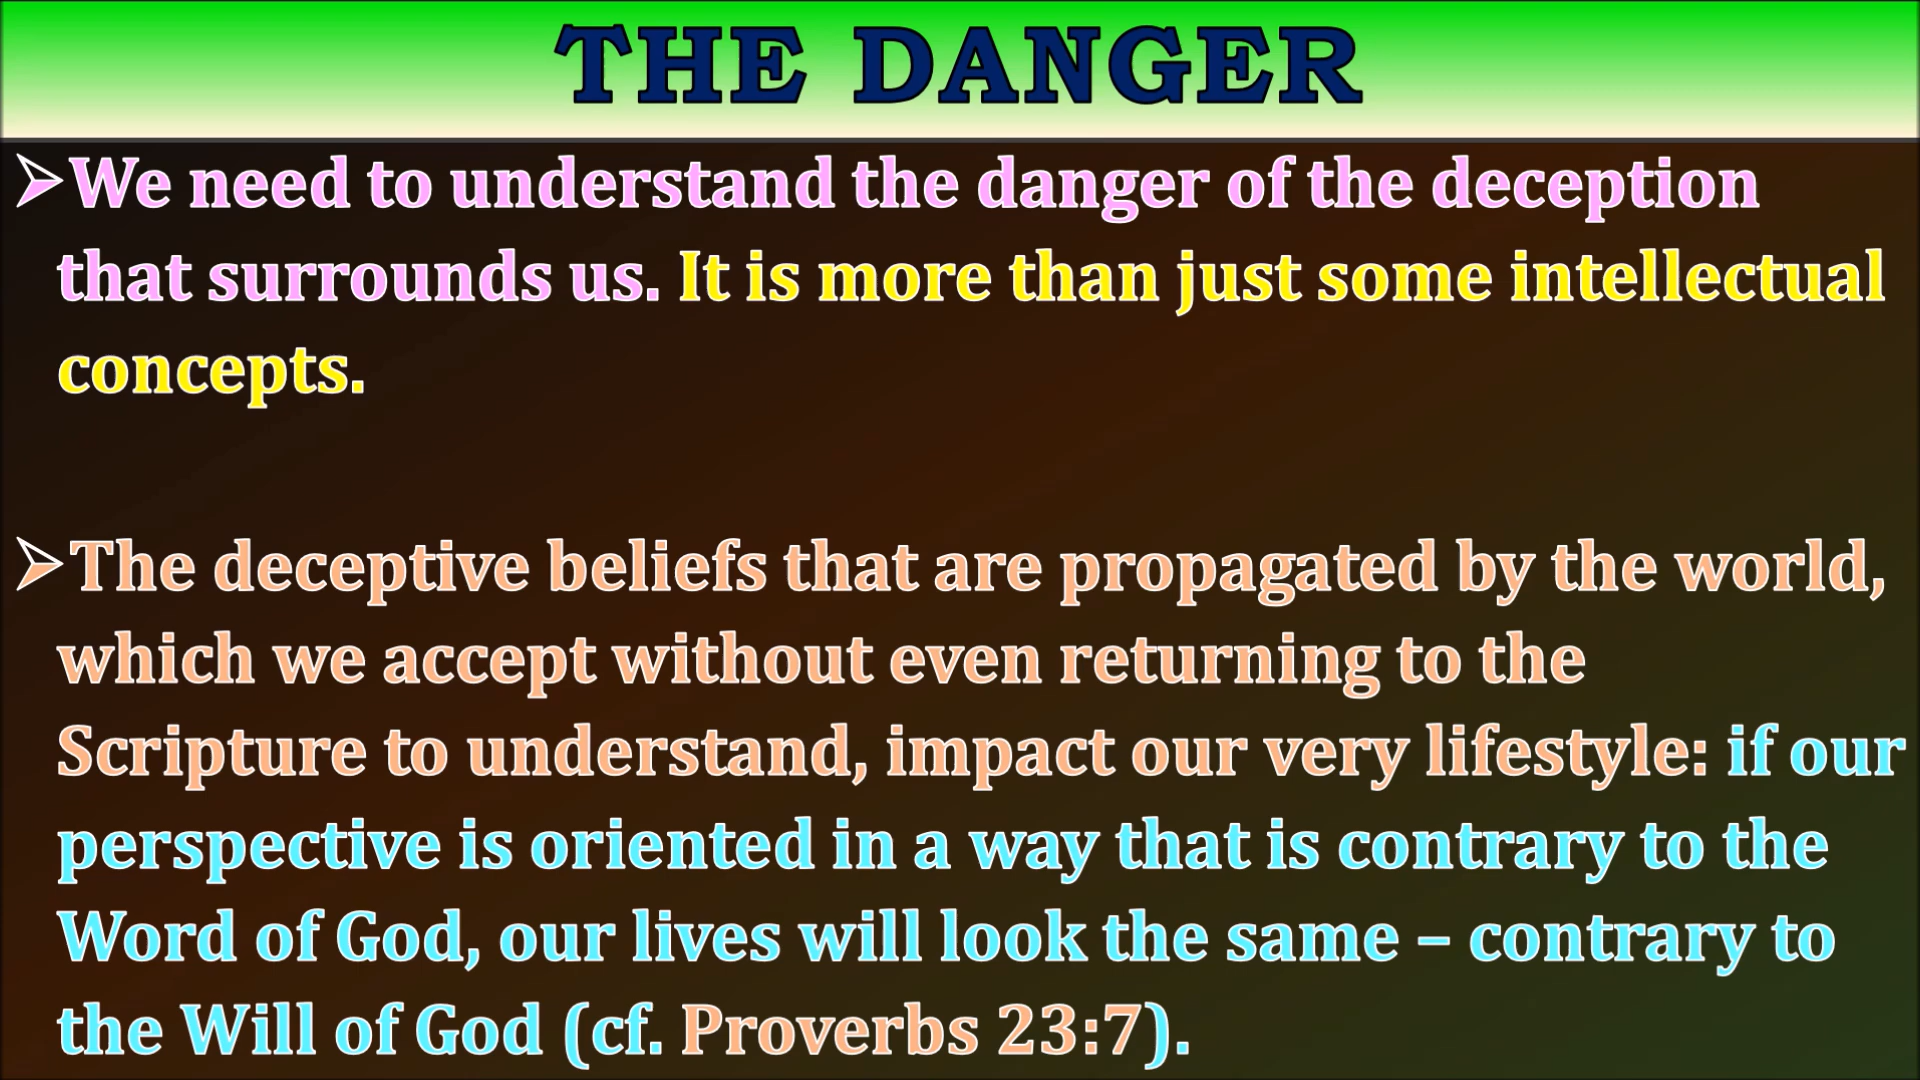 THE DANGER
➢We need to understand the danger of the deception
that surrounds us. It is more than just some intellectual
concepts.
➢The deceptive beliefs that are propagated by the world,
which we accept without even returning to the
Scripture to understand, impact our very lifestyle: if our
perspective is oriented in a way that is contrary to the
Word of God, our lives will look the same – contrary to
the Will of God (cf. Proverbs 23:7).